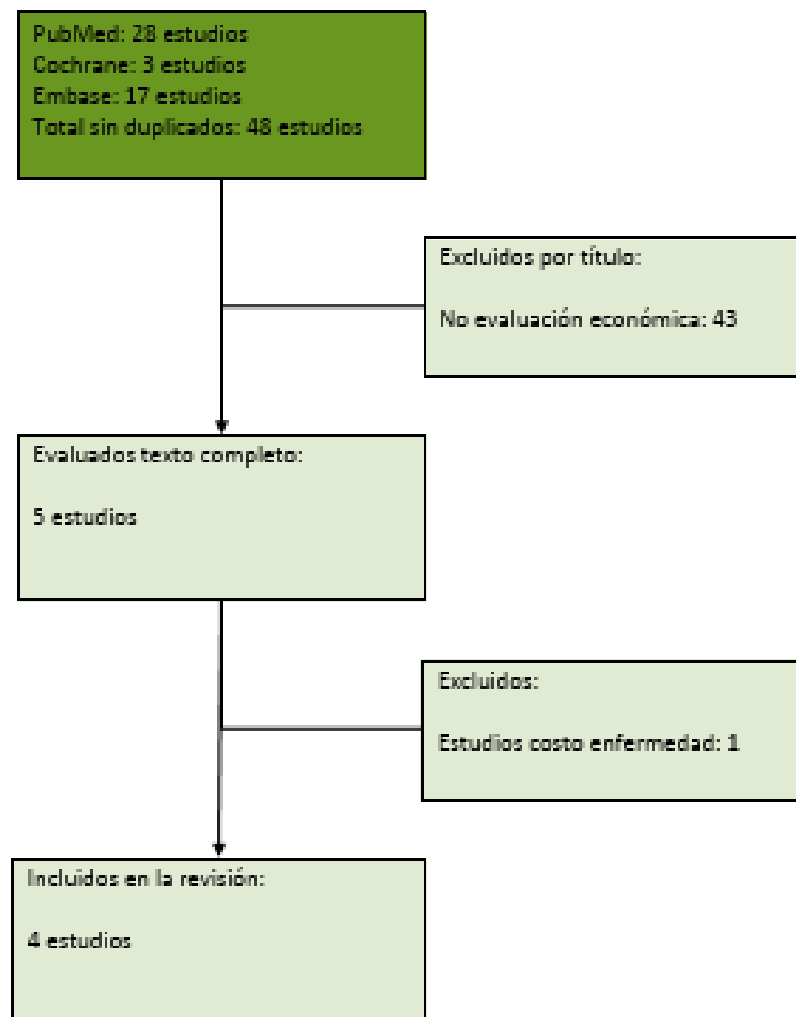 PubMed: 28 estudios
Cochrane: 3 estudios
Embase: 17 estudios
Total sin duplicados: 48 estudios
Excluidos por título:
No evaluación económica: 43
Evaluados texto completo:
5 estudios
Excluidos:
Estudios costo enfermedad: 1
Incluidos en la revisión:
4 estudios